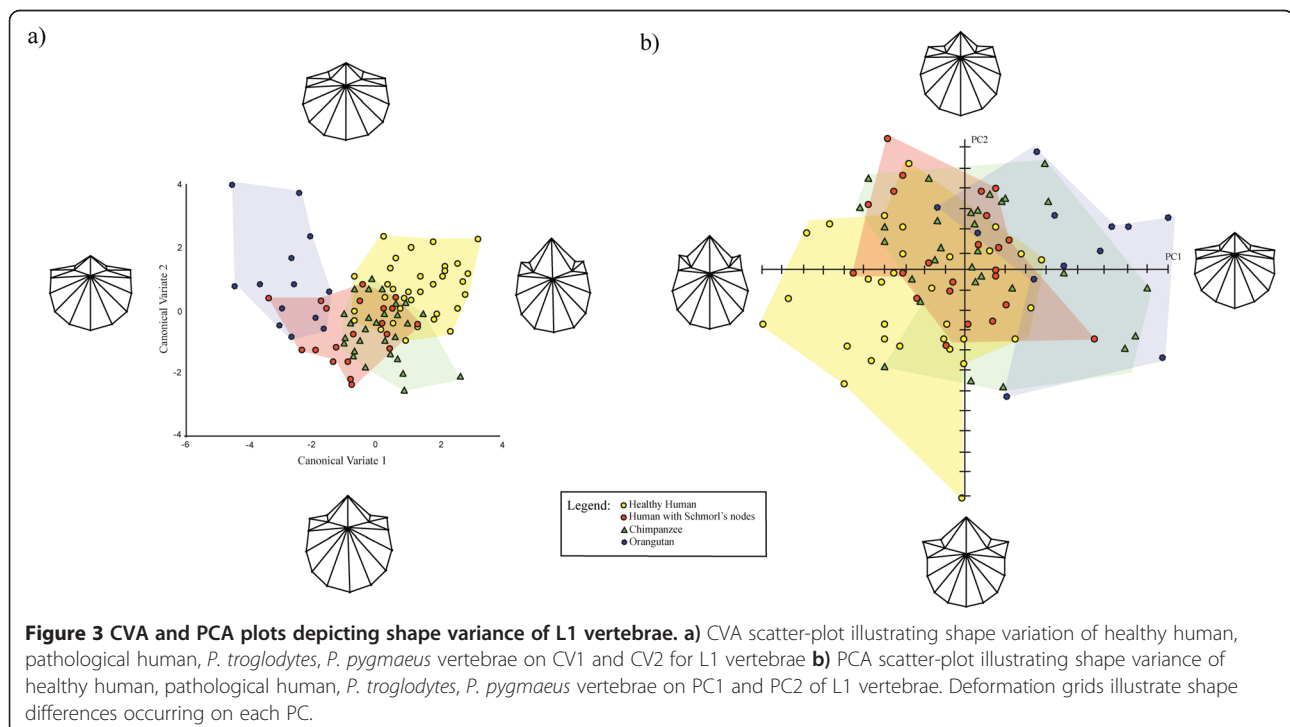 a)
b)
PC2
4
2
0
-2
-4
Canonical Variate 2
-6
-4
-2
0
2
4
Canonical Variate 1
PC1
Legend:
Healthy Human
Human with Schmorl's nodes
Chimpanzee
Orangutan
Figure 3 CVA and PCA plots depicting shape variance of L1 vertebrae. a) CVA scatter-plot illustrating shape variation of healthy human,
pathological human, P. troglodytes, P. pygmaeus vertebrae on CV1 and CV2 for L1 vertebrae b) PCA scatter-plot illustrating shape variance of
healthy human, pathological human, P. troglodytes, P. pygmaeus vertebrae on PC1 and PC2 of L1 vertebrae. Deformation grids illustrate shape
differences occurring on each PC.